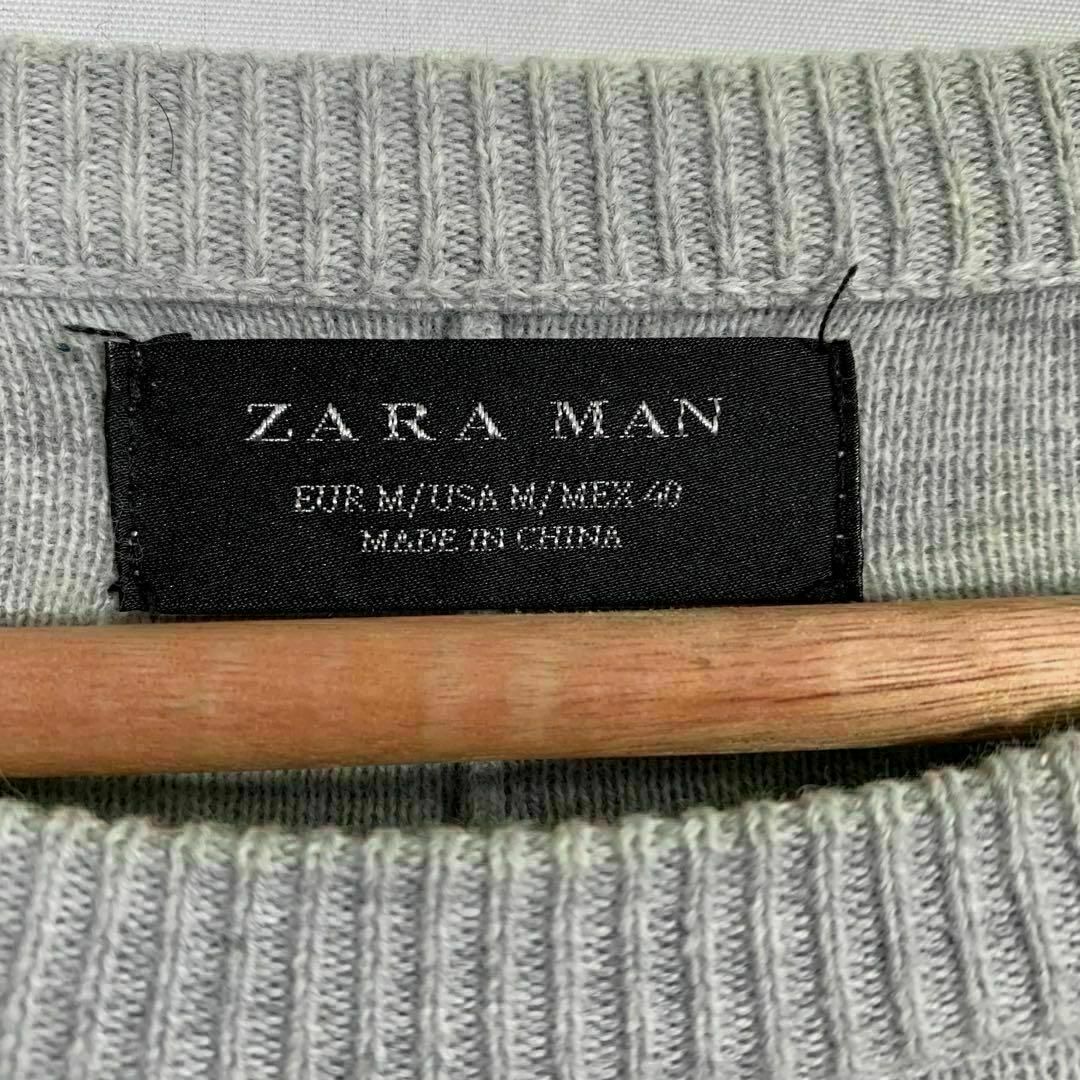 ZARA MAN
EUR M/USA M/MEX 40
MADE IN CHINA